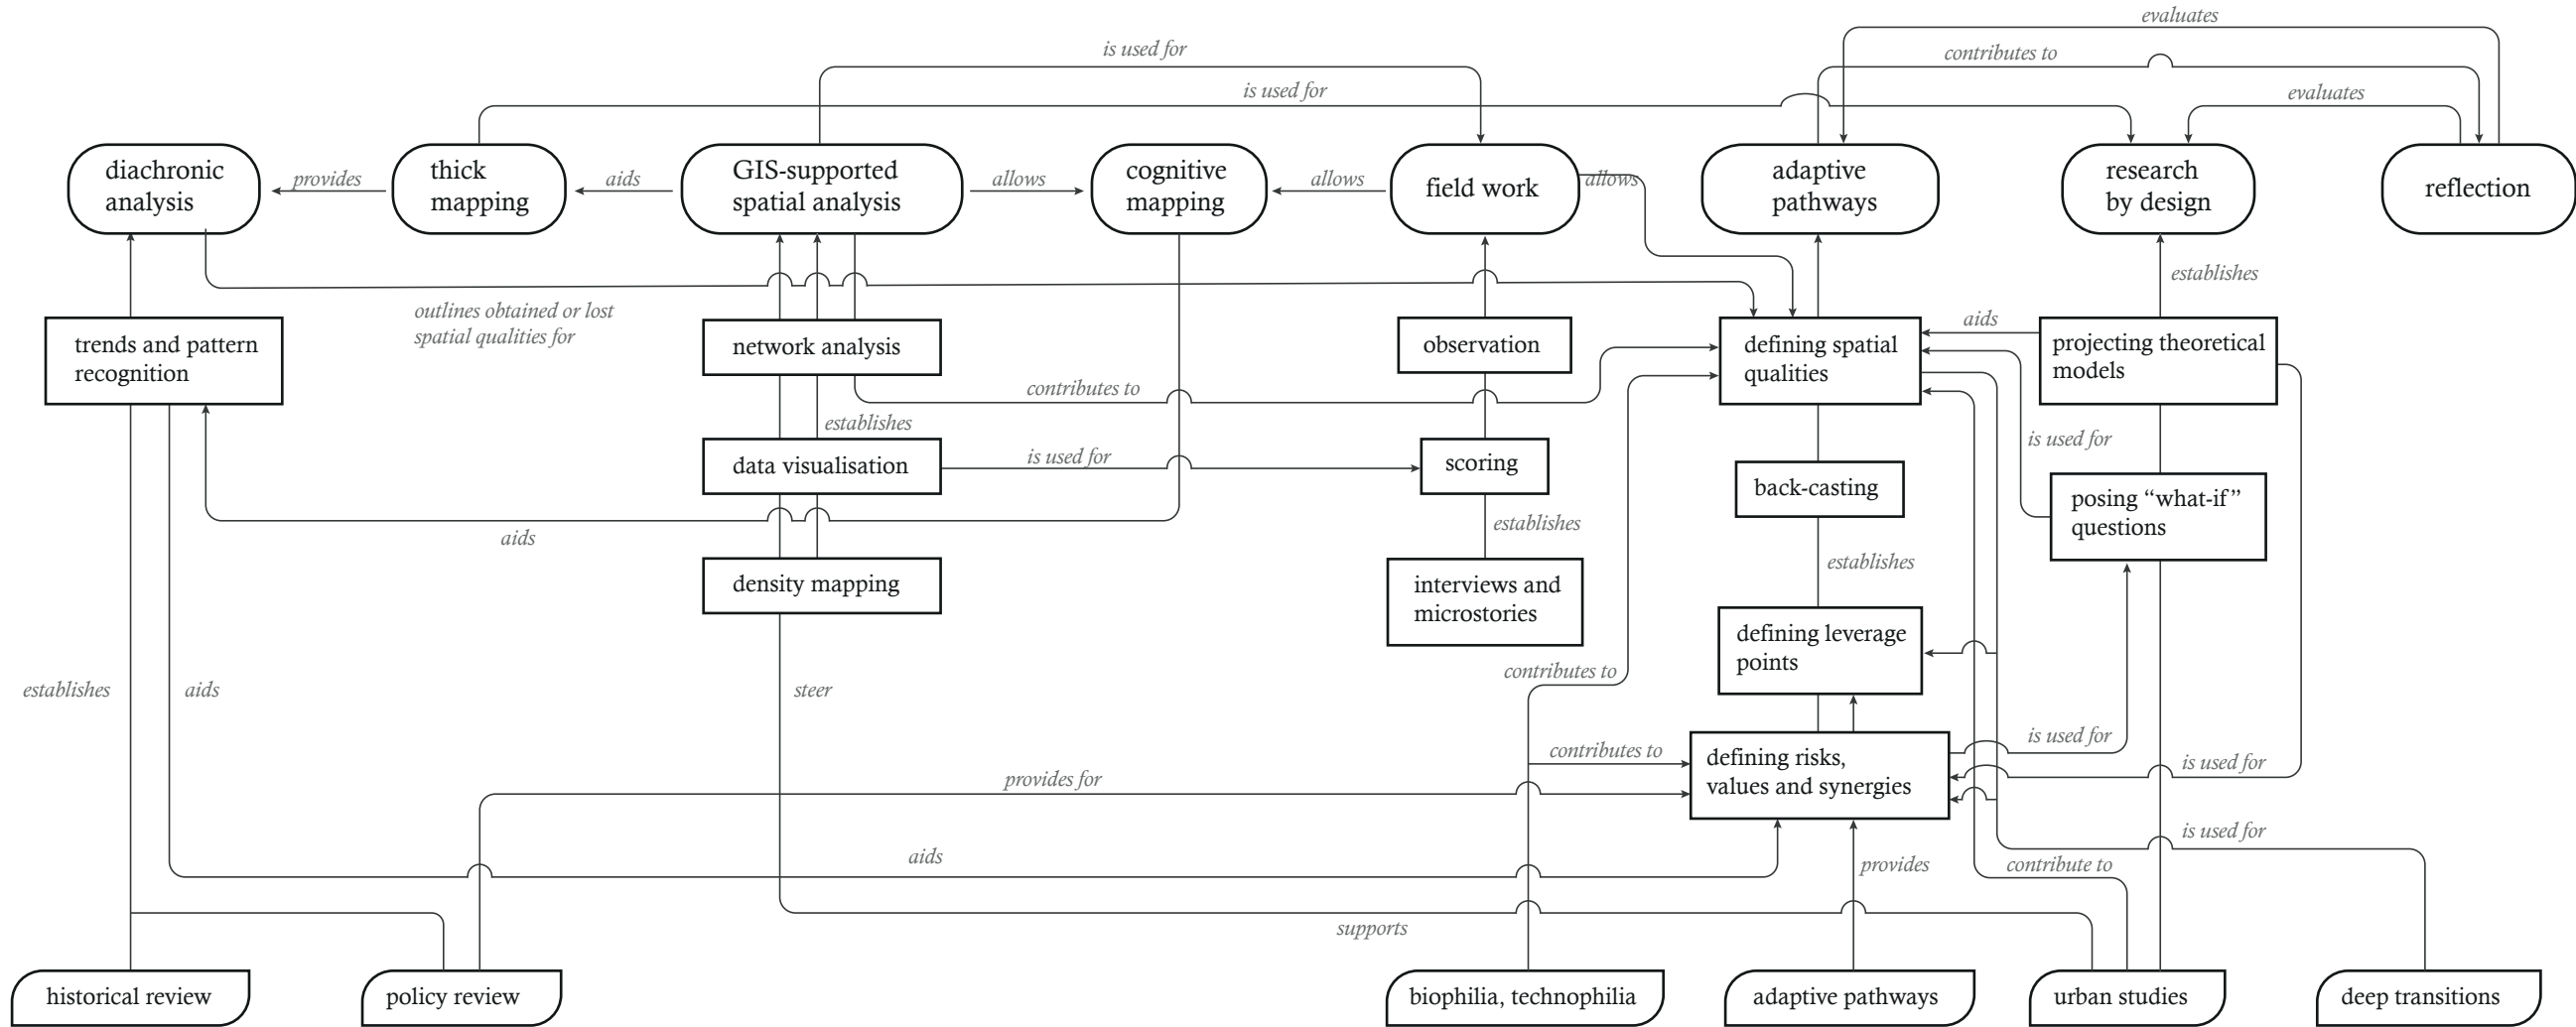 evaluates
is used for
contributes to
is used for
evaluates
diachronic
analysis
provides
thick
mapping
aids
GIS-supported
spatial analysis
allows
cognitive
mapping
allows
field work
allows
adaptive
pathways
research
by design
reflection
establishes
outlines obtained or lost
spatial qualities for
trends and pattern
recognition
network analysis
observation
defining spatial
qualities
aids
projecting theoretical
models
contributes to
establishes
is used for
data visualisation
is used for
scoring
back-casting
posing “what-if”
questions
aids
establishes
establishes
density mapping
interviews and
microstories
defining leverage
points
contributes to
establishes
aids
steer
contributes to
is used for
defining risks,
values and synergies
is used for
provides for
is used for
aids
provides
contribute to
supports
historical review
policy review
biophilia, technophilia
adaptive pathways
urban studies
deep transitions